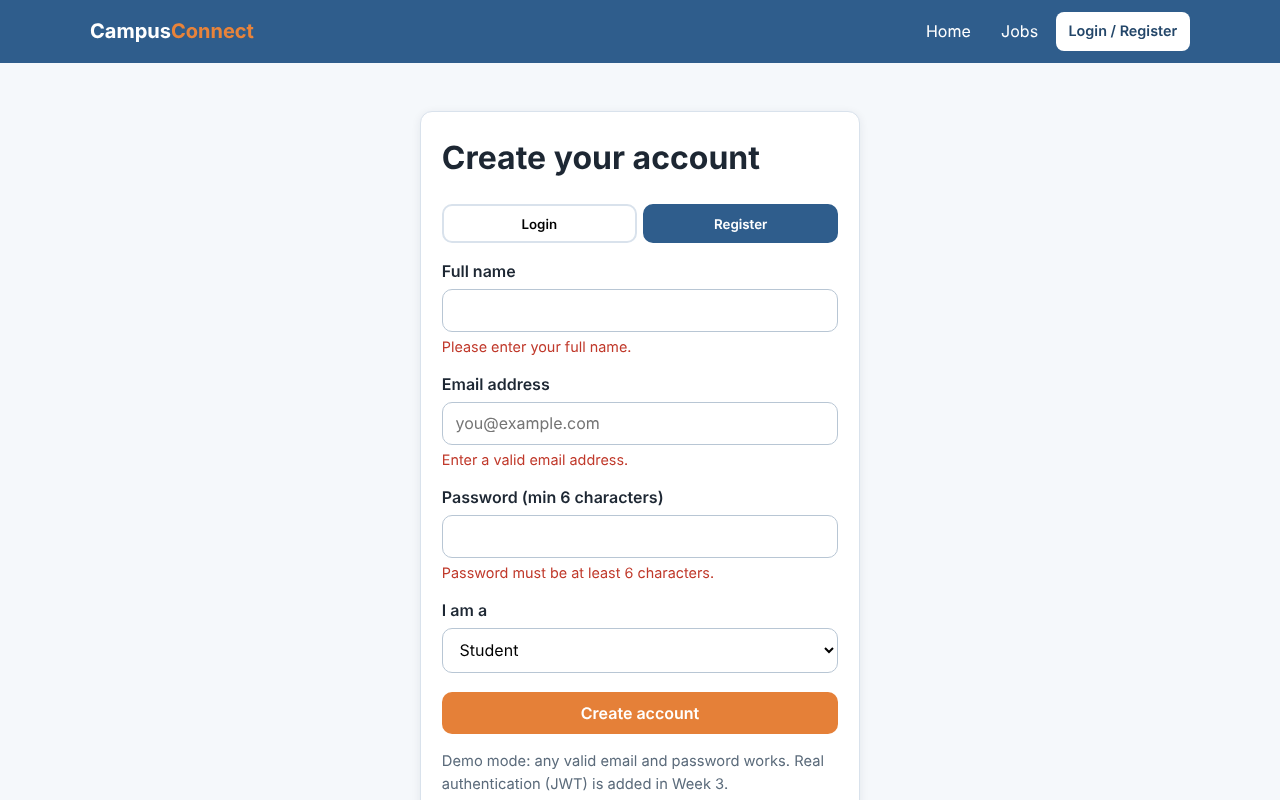 CampusConnect
Home
Jobs
Login / Register
Create your account
Login
Register
Full name
Please enter your full name.
Email address
you@example.com
Enter a valid email address.
Password (min 6 characters)
Password must be at least 6 characters.
I am a
Student
Create account
Demo mode: any valid email and password works. Real
authentication (JWT) is added in Week 3.